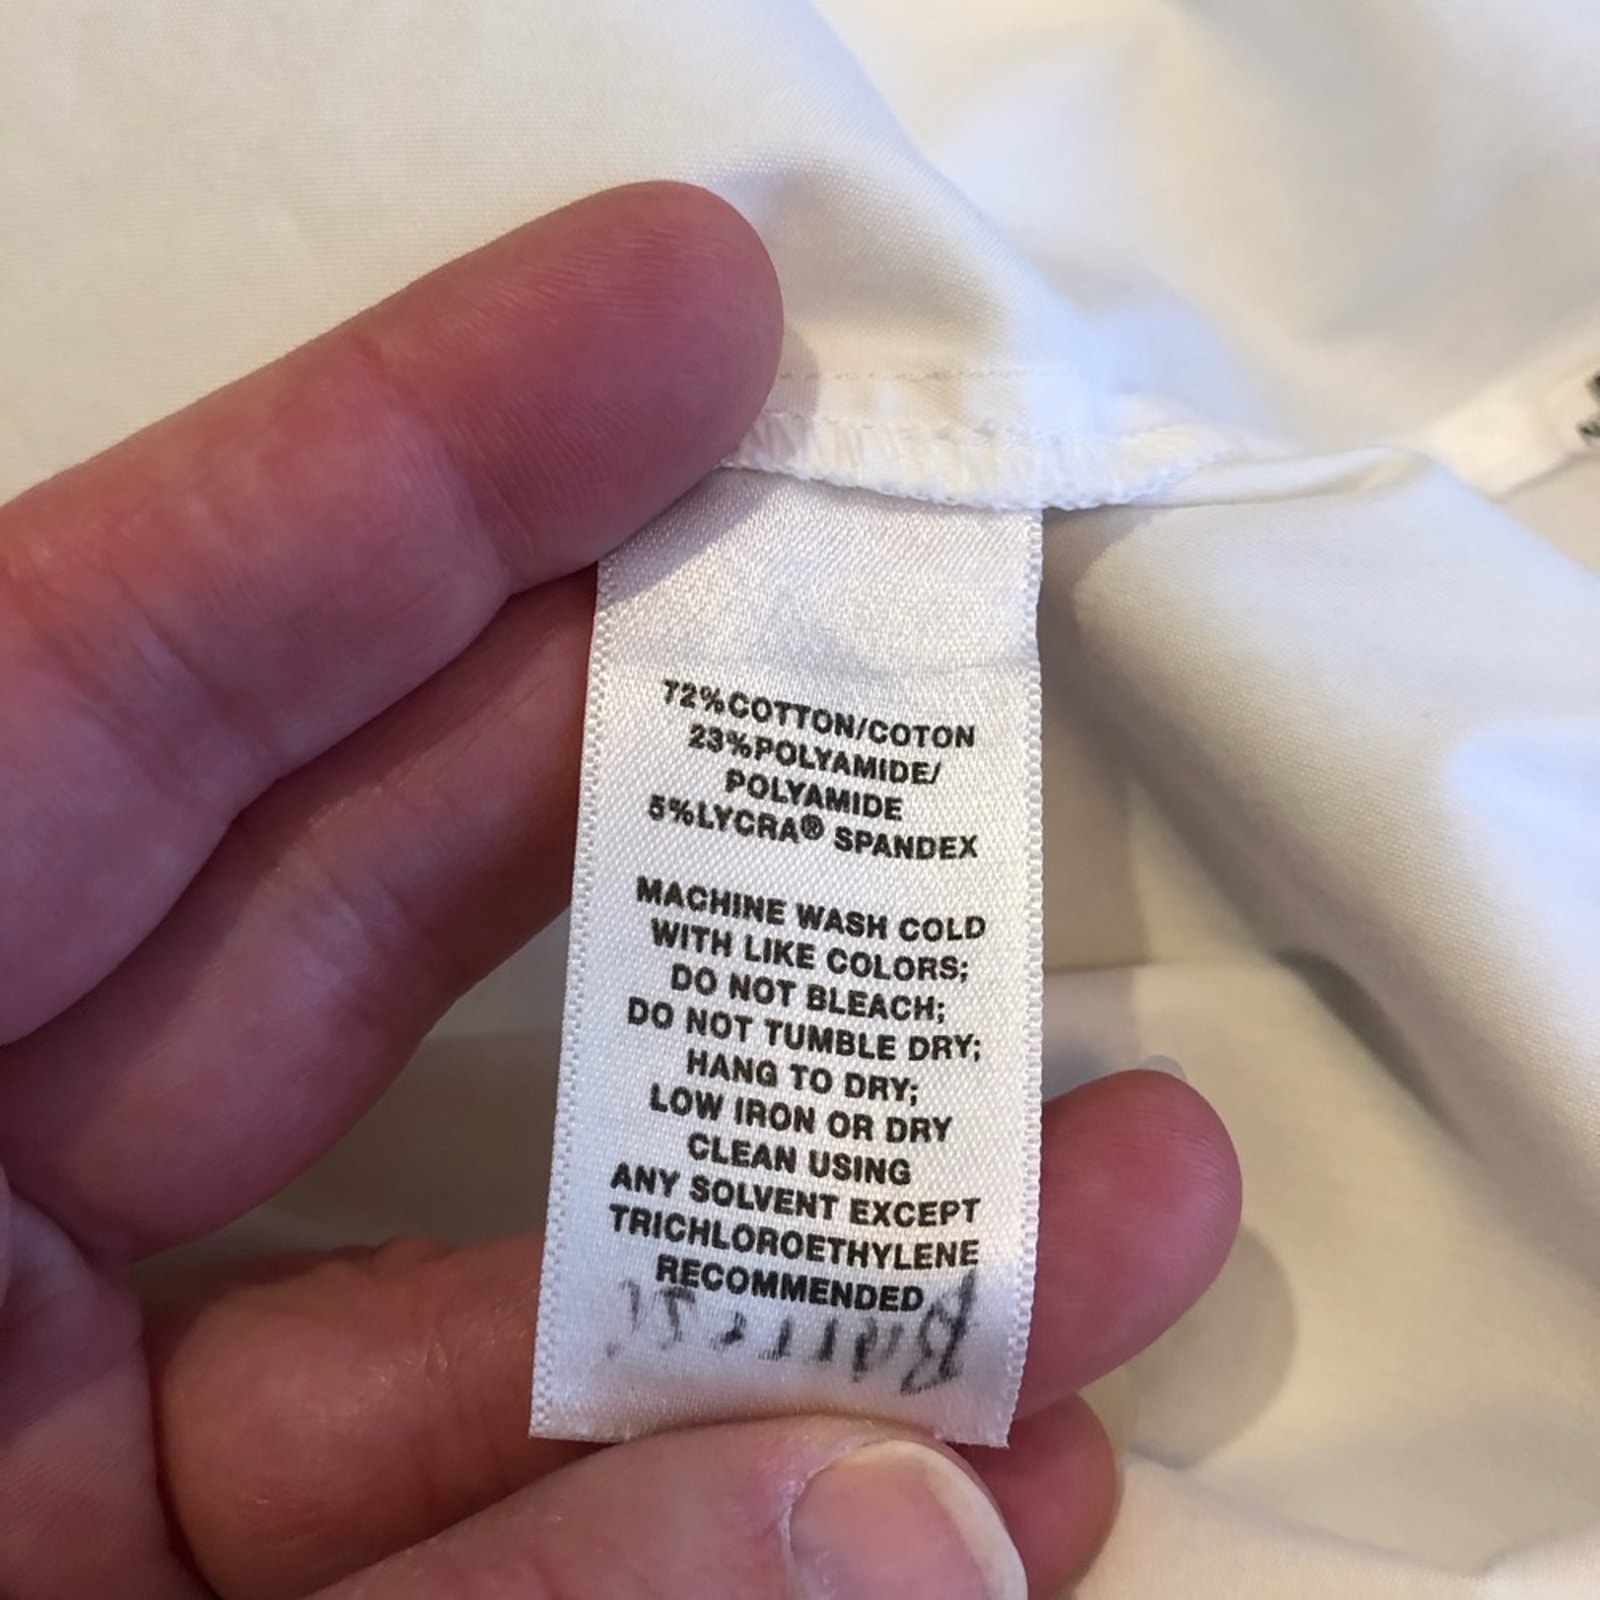 72%COTTON/COTON
23%POLYAMIDE/
POLYAMIDE
5%LYCRA® SPANDEX
MACHINE WASH COLD
WITH LIKE COLORS;
DO NOT BLEACH;
DO NOT TUMBLE DRY;
HANG TO DRY;
LOW IRON OR DRY
CLEAN USING
ANY SOLVENT EXCEPT
TRICHLOROETHYLENE
RECOMMENDED